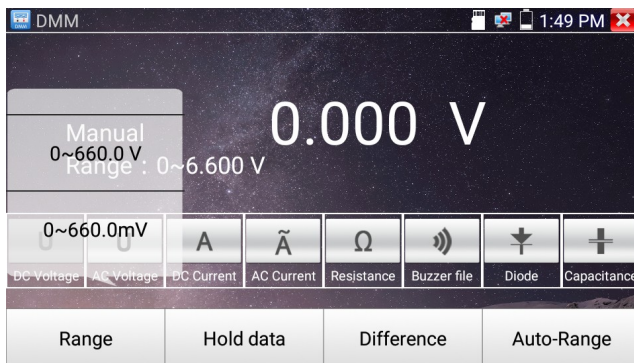 DMM
1:49 PM
0.000 V
Manual
Range : 0~6.600 V
0~660.0 V
0~660.0mV
U
U
A
Ã
Ω
DC Voltage
AC Voltage
DC Current
AC Current
Resistance
Buzzer file
Diode
Capacitance
Range
Hold data
Difference
Auto-Range